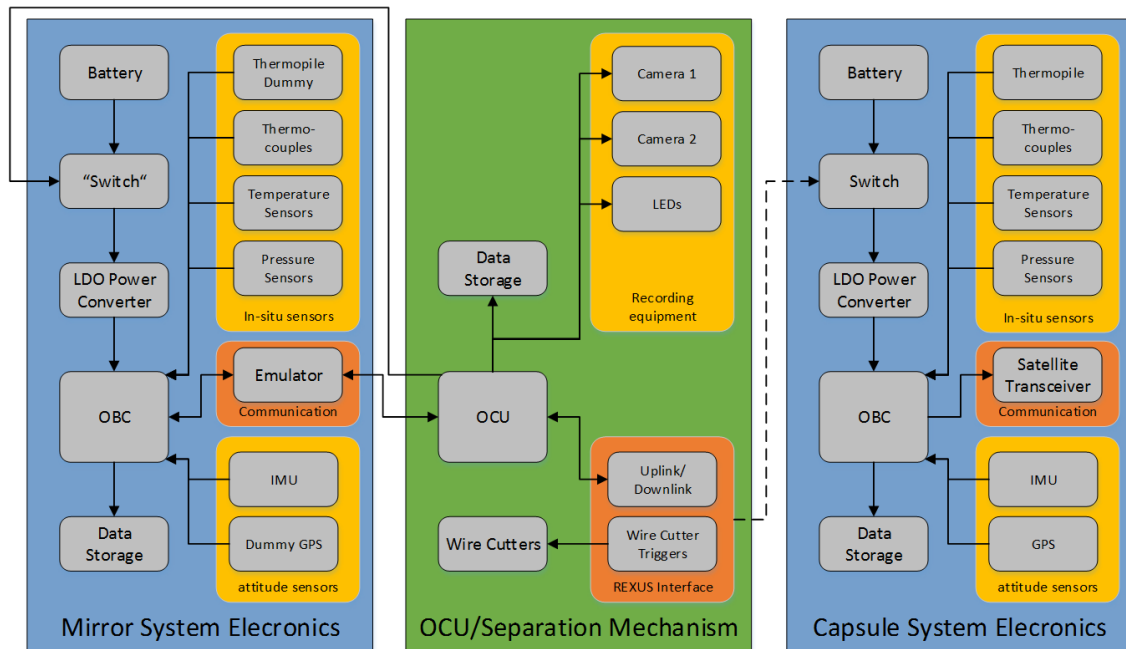 Battery
"Switch"
LDO Power
Converter
OBC
Data
Storage
Thermopile
Dummy
Thermo-
couples
Temperature
Sensors
Pressure
Sensors
In-situ sensors
Emulator
Communication
IMU
Dummy GPS
attitude sensors
Mirror System Elecronics
Camera 1
Camera 2
LEDs
Recording
equipment
Data
Storage
OCU
Uplink/
Downlink
Wire Cutters
Wire Cutter
Triggers
REXUS Interface
OCU/Separation Mechanism
Battery
Switch
LDO Power
Converter
OBC
Data
Storage
Thermopile
Thermo-
couples
Temperature
Sensors
Pressure
Sensors
In-situ sensors
Satellite
Transceiver
Communication
IMU
GPS
attitude sensors
Capsule System Elecronics